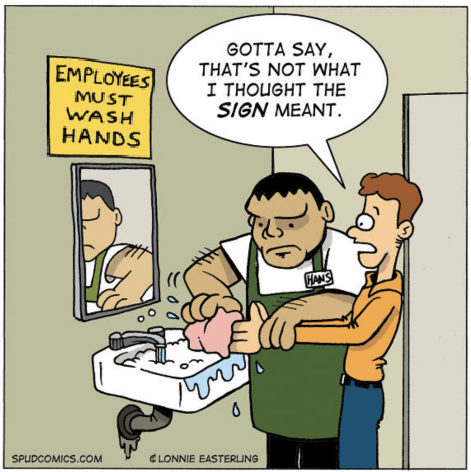 EMPLOYEES
MUST
WASH
HANDS
GOTTA SAY,
THAT'S NOT WHAT
I THOUGHT THE
SIGN MEANT.
HANS
SPUDCOMICS.COM
© LONNIE EASTERLING